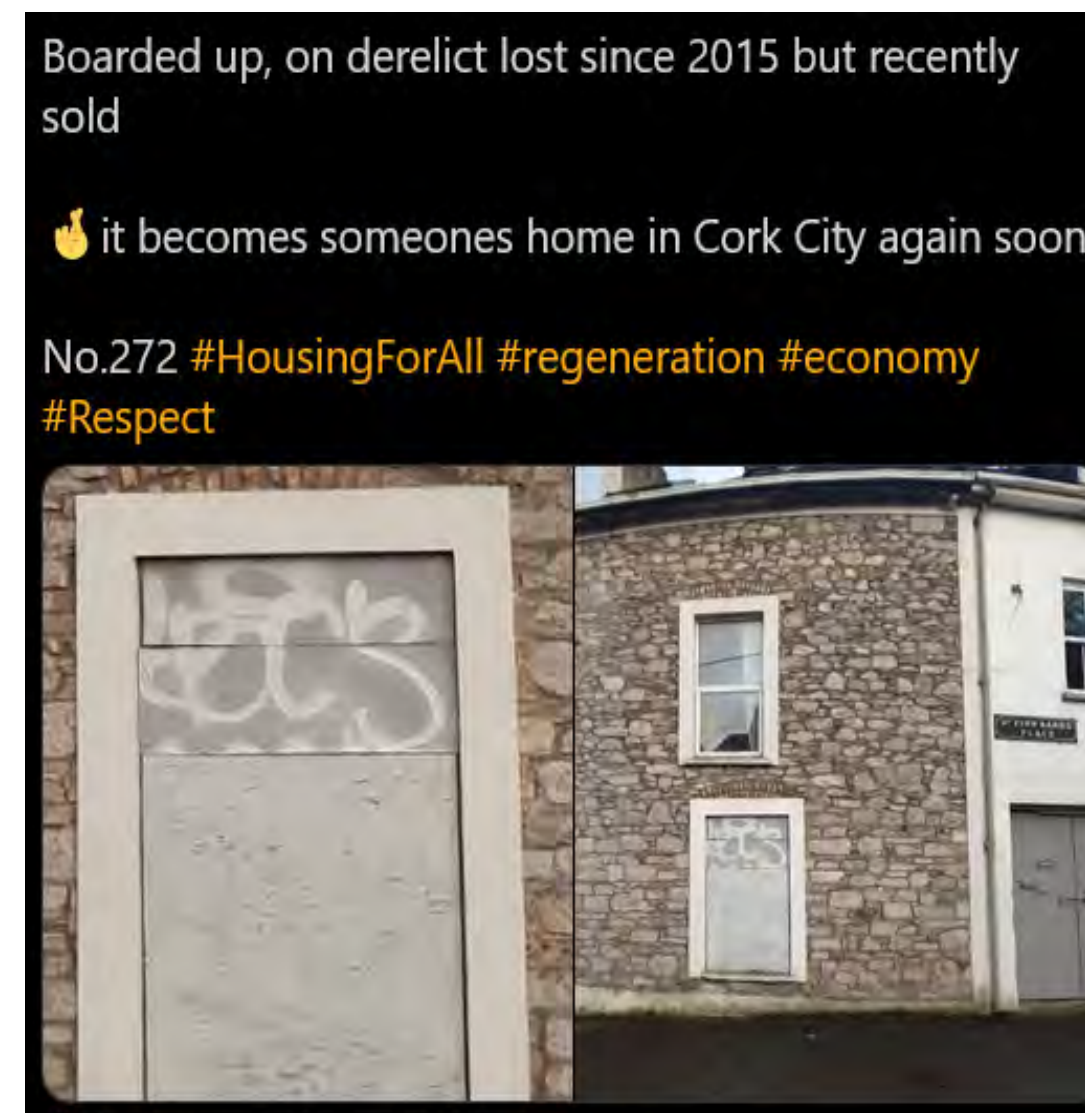 Boarded up, on derelict lost since 2015 but recently
sold
🤞 it becomes someones home in Cork City again soon
No.272 #HousingForAll #regeneration #economy
#Respect
PLACE